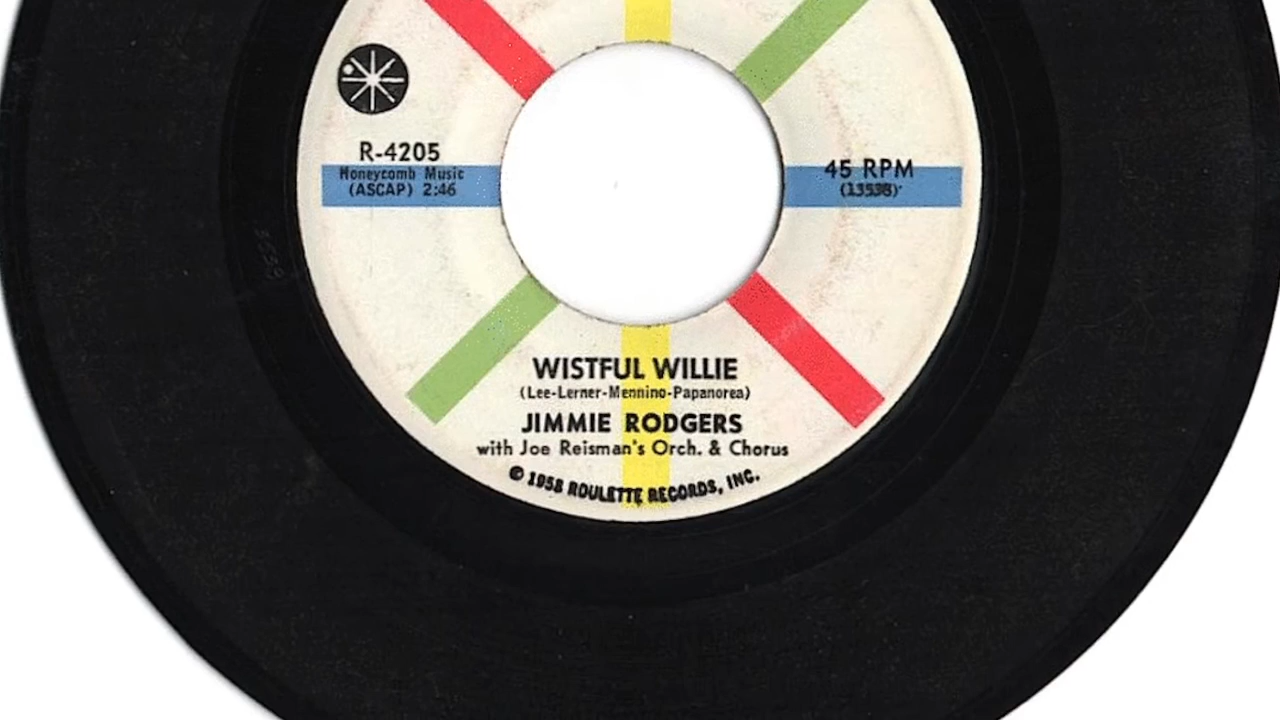 R-4205
Honeycomb Music
(ASCAP) 2:46
45 RPM
(13538)
WISTFUL WILLIE
(Lee-Lerner-Mennino-Papanorea)
JIMMIE RODGERS
with Joe Reisman's Orch. & Chorus
© 1958 ROULETTE RECORDS, INC.